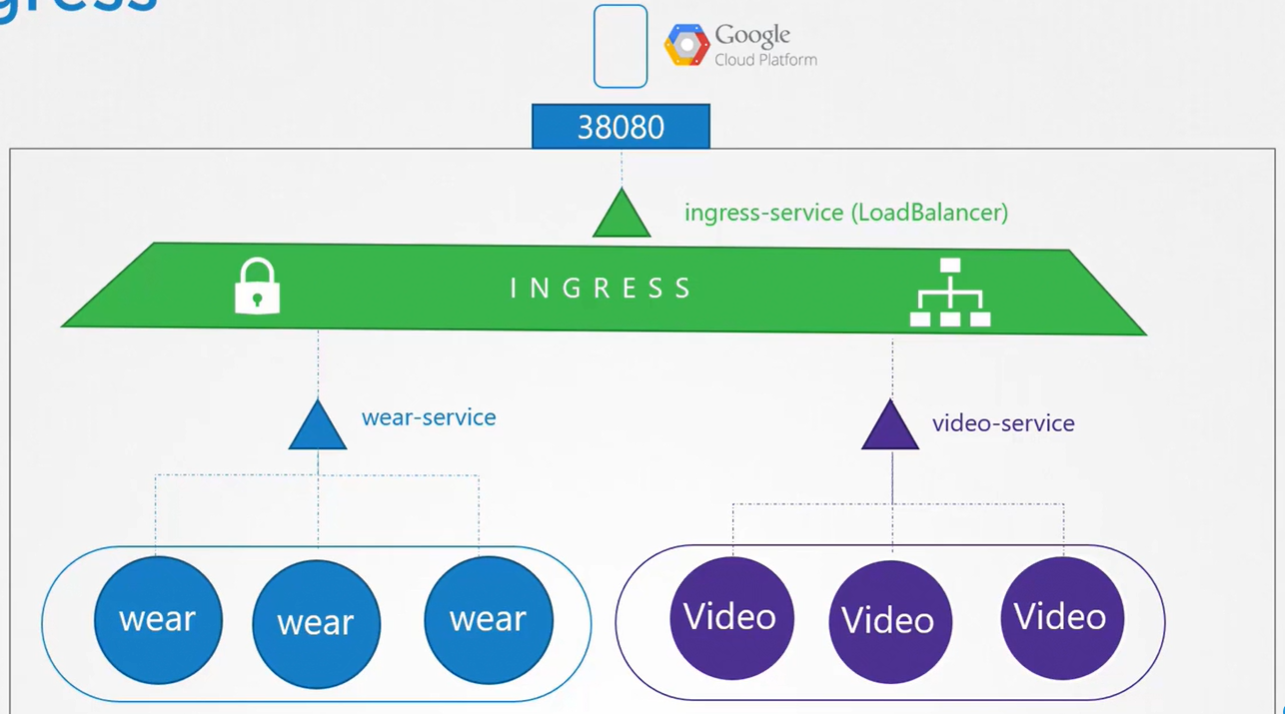 gress
Google
Cloud Platform
38080
ingress-service (LoadBalancer)
INGRESS
wear-service
video-service
wear
wear
wear
Video
Video
Video